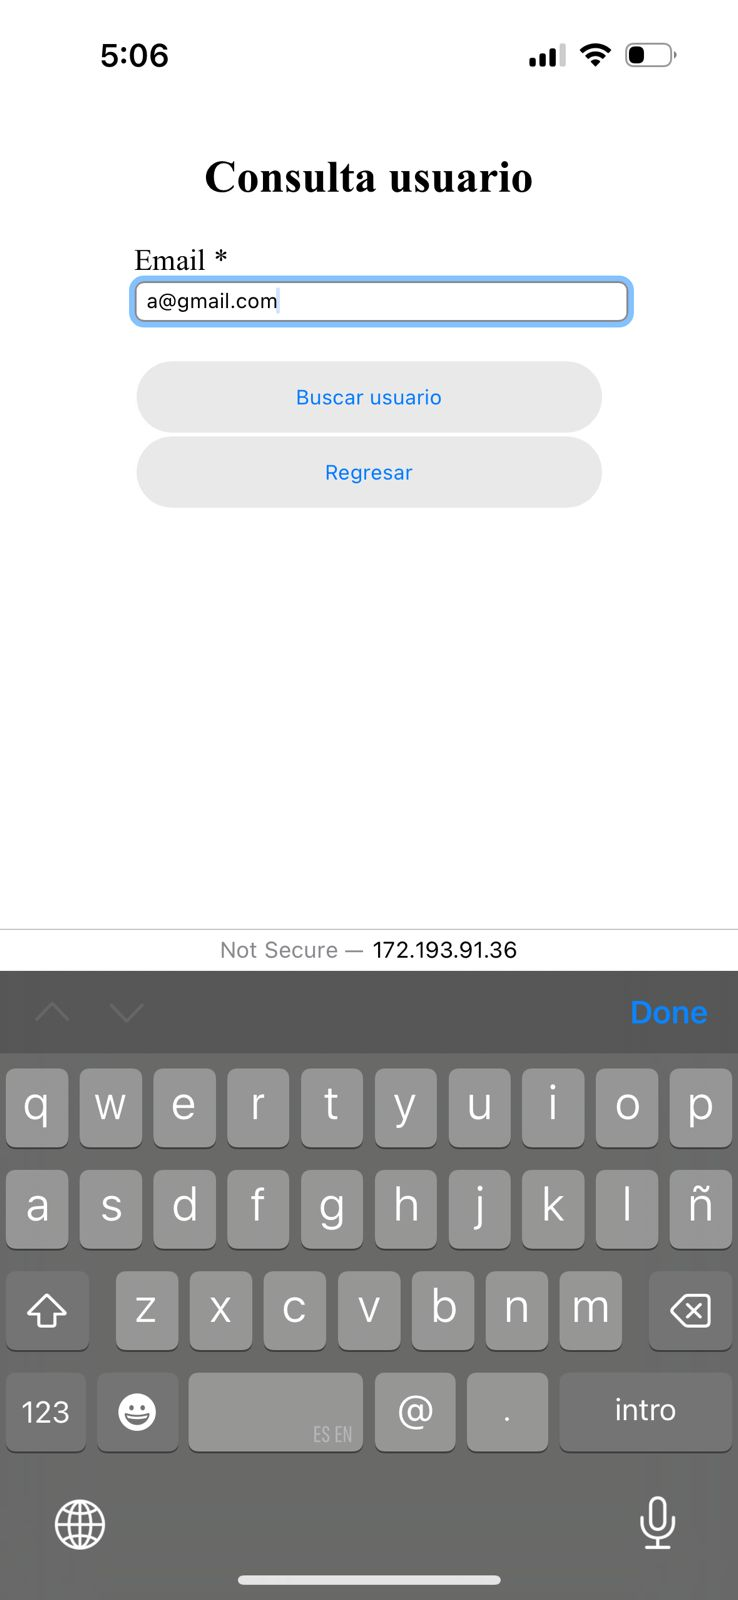 5:06
Consulta usuario
Email *
a@gmail.com
Buscar usuario
Regresar
Not Secure — 172.193.91.36
Done
q w e r t y u i o p
a s d f g h j k l ñ
z x c v b n m
123 ES EN @ . intro